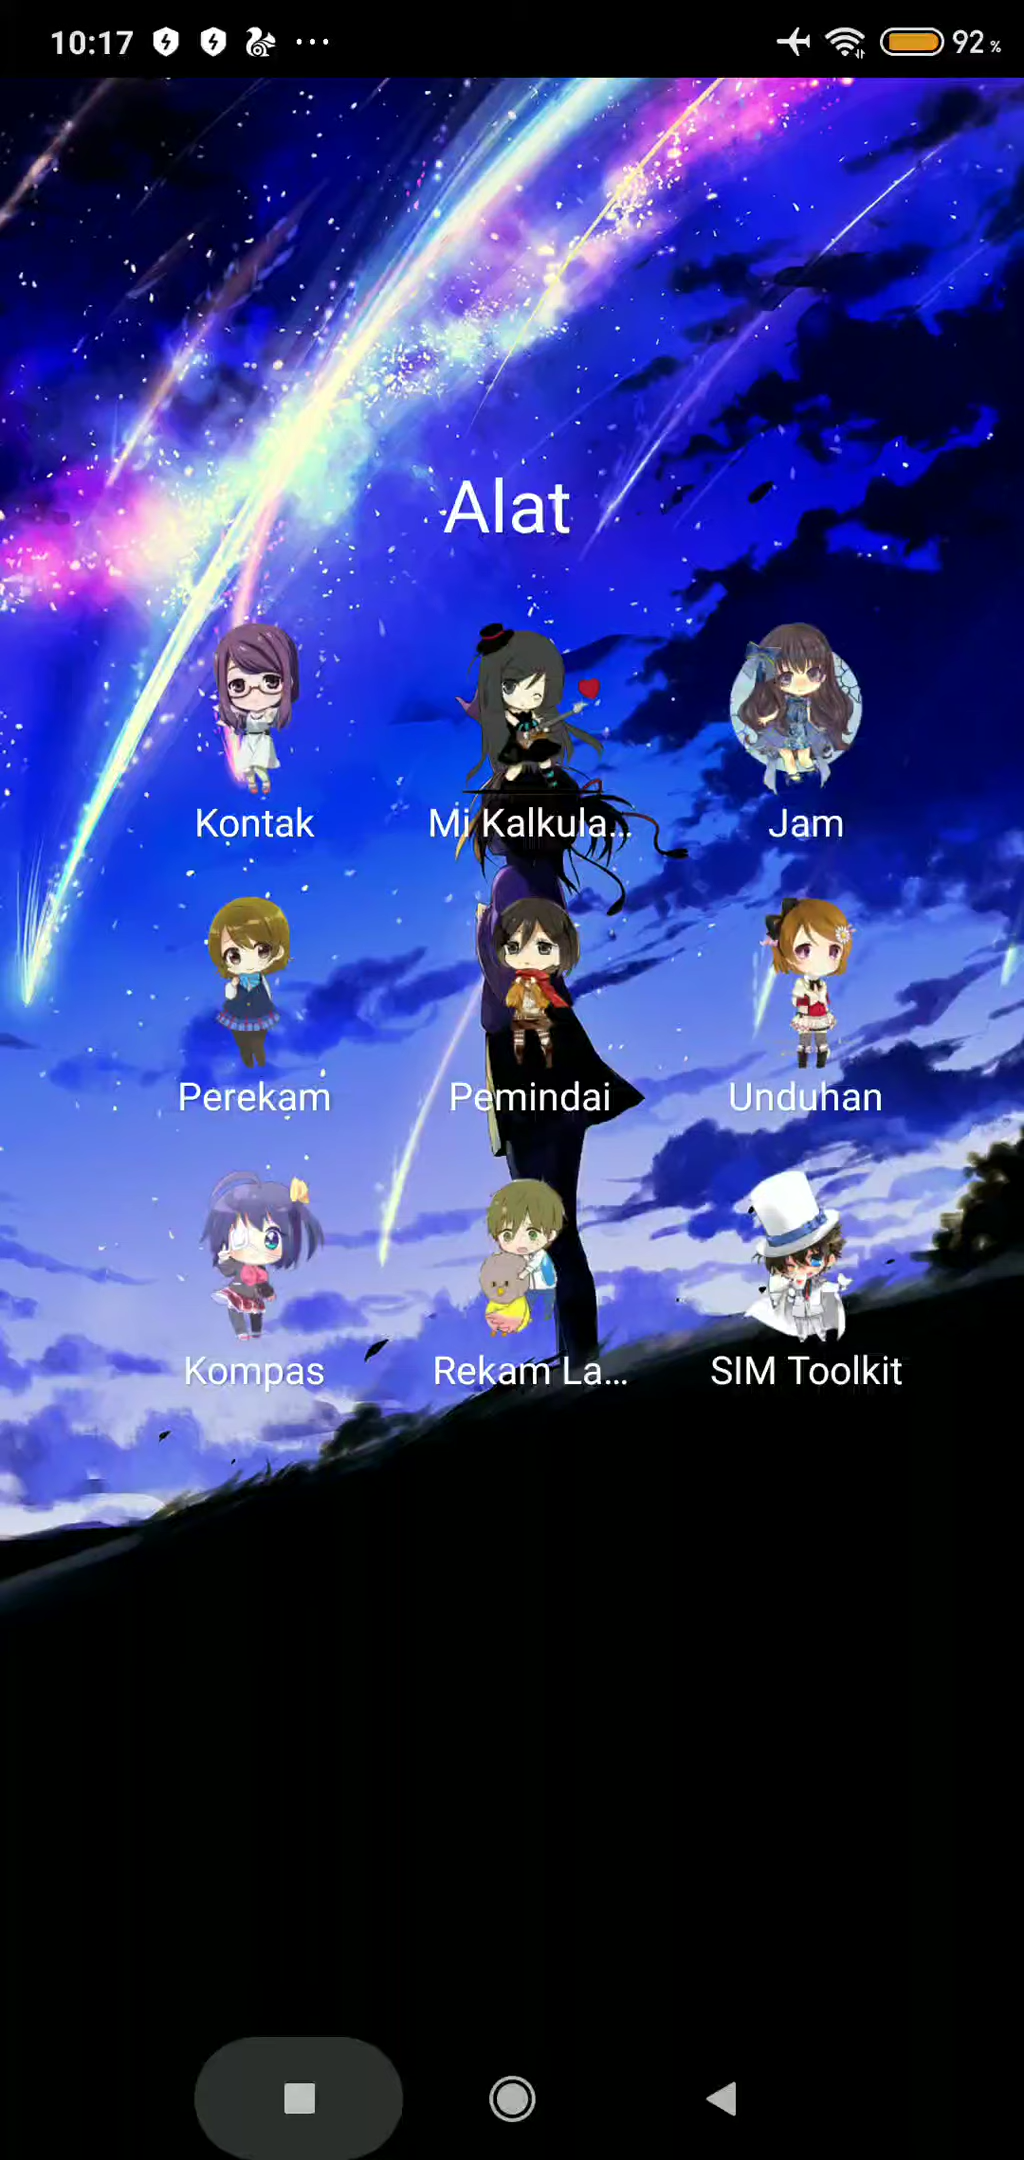 10:17 ... 92 %
Alat
Kontak Mi Kalkula... Jam
Perekam Pemindai Unduhan
Kompas Rekam La... SIM Toolkit